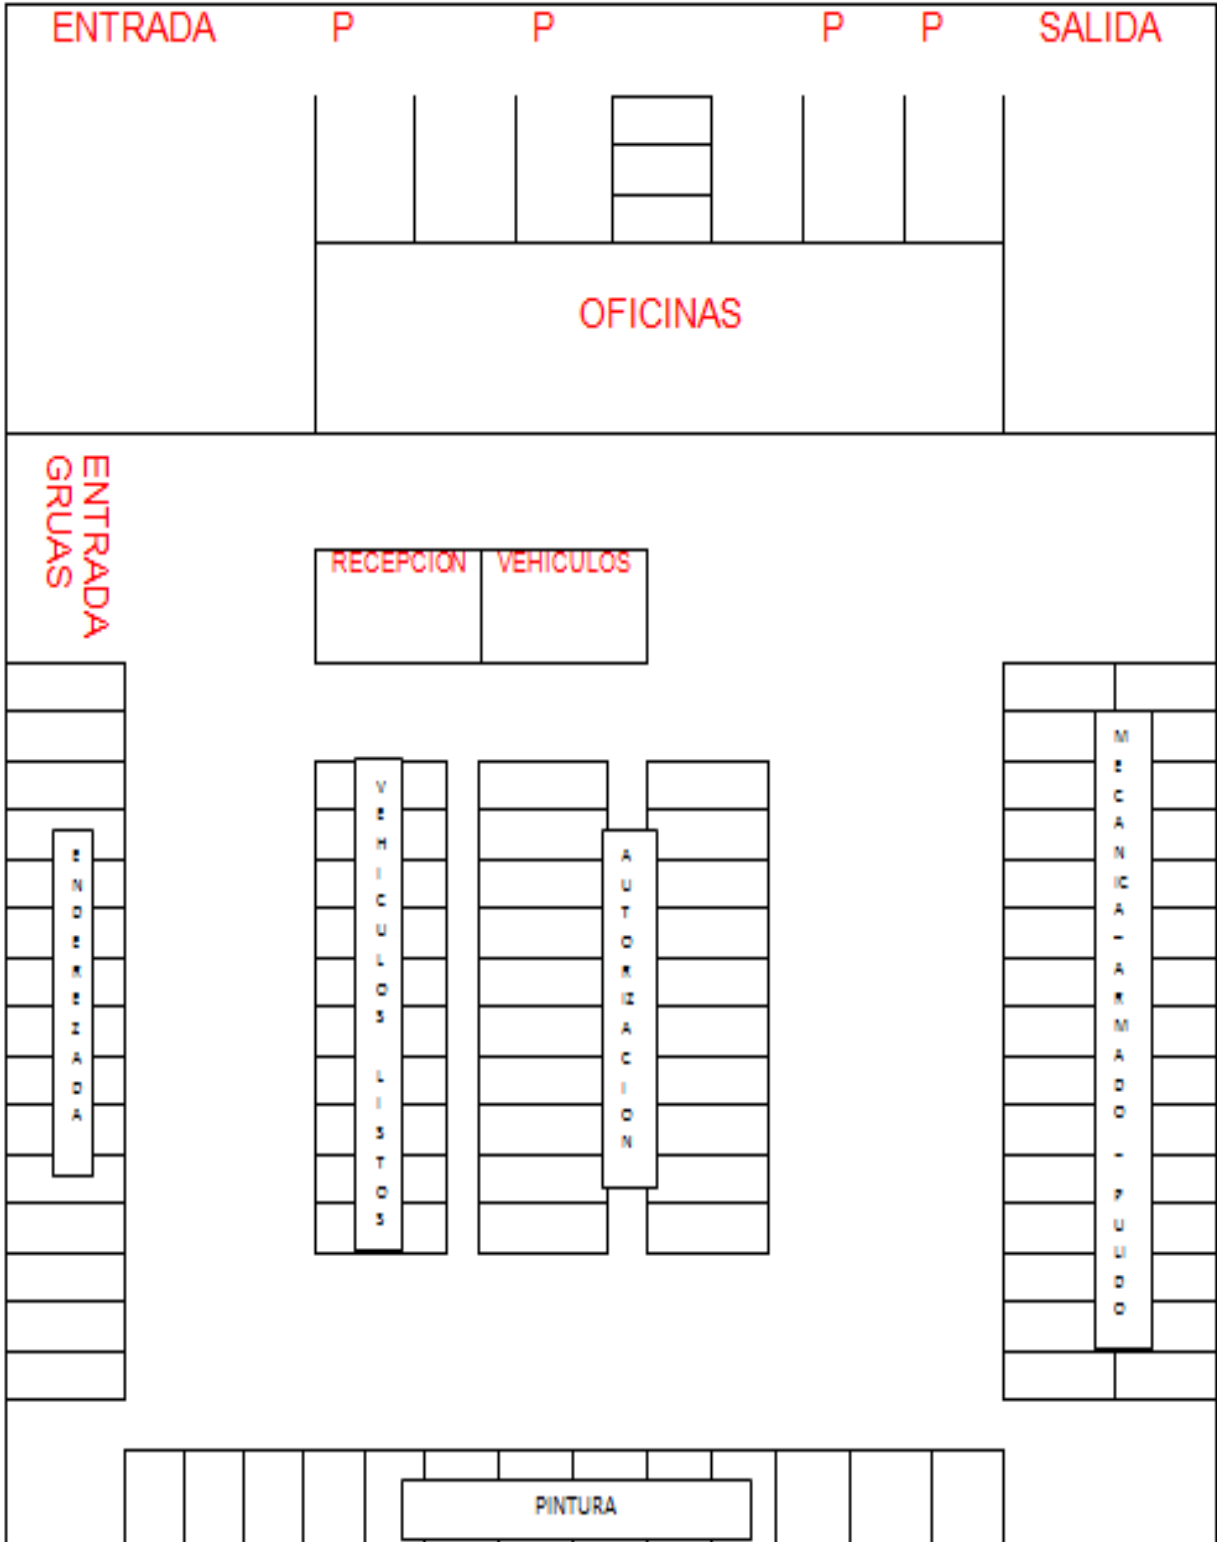 ENTRADA P P P P SALIDA
OFICINAS
ENTRADA
GRUAS
RECEPCION VEHICULOS
ENDEREZADA
VEHICULOS LISTOS
AUTORIZACION
MECANICA-ARMADO - PULIDO
PINTURA